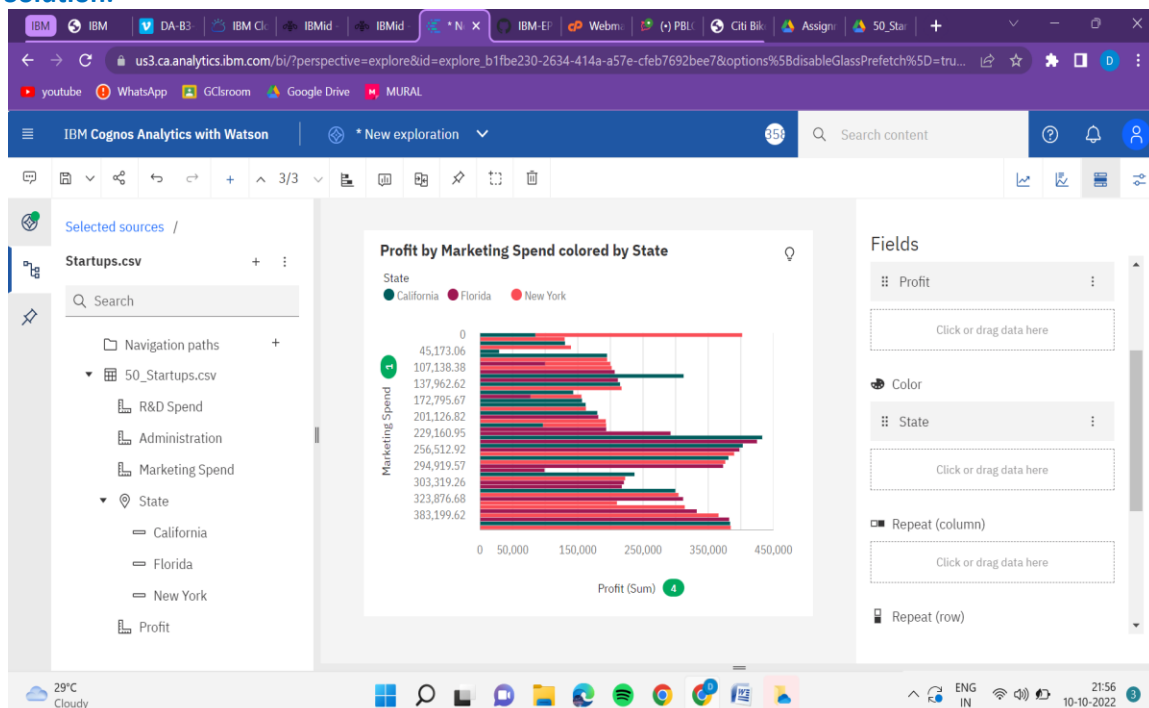 IBM IBM DA-B3- IBM Clc IBMid - IBMid - * N IBM-EP Webma (•) PBLC Citi Bik Assignr 50_Star
us3.ca.analytics.ibm.com/bi/?perspective=explore&id=explore_b1fbe230-2634-414a-a57e-cfeb7692bee7&options%5BdisableGlassPrefetch%5D=tru...
youtube WhatsApp GClsroom Google Drive MURAL
IBM Cognos Analytics with Watson * New exploration 358 Search content
3/3
Selected sources /
Startups.csv
Search
Navigation paths
50_Startups.csv
R&D Spend
Administration
Marketing Spend
State
California
Florida
New York
Profit
Profit by Marketing Spend colored by State
State
California Florida New York
Marketing Spend 1
0
45,173.06
107,138.38
137,962.62
172,795.67
201,126.82
229,160.95
256,512.92
294,919.57
303,319.26
323,876.68
383,199.62
0 50,000 150,000 250,000 350,000 450,000
Profit (Sum) 4
Fields
Profit
Click or drag data here
Color
State
Click or drag data here
Repeat (column)
Click or drag data here
Repeat (row)
29°C
Cloudy
ENG
IN
21:56
10-10-2022
3